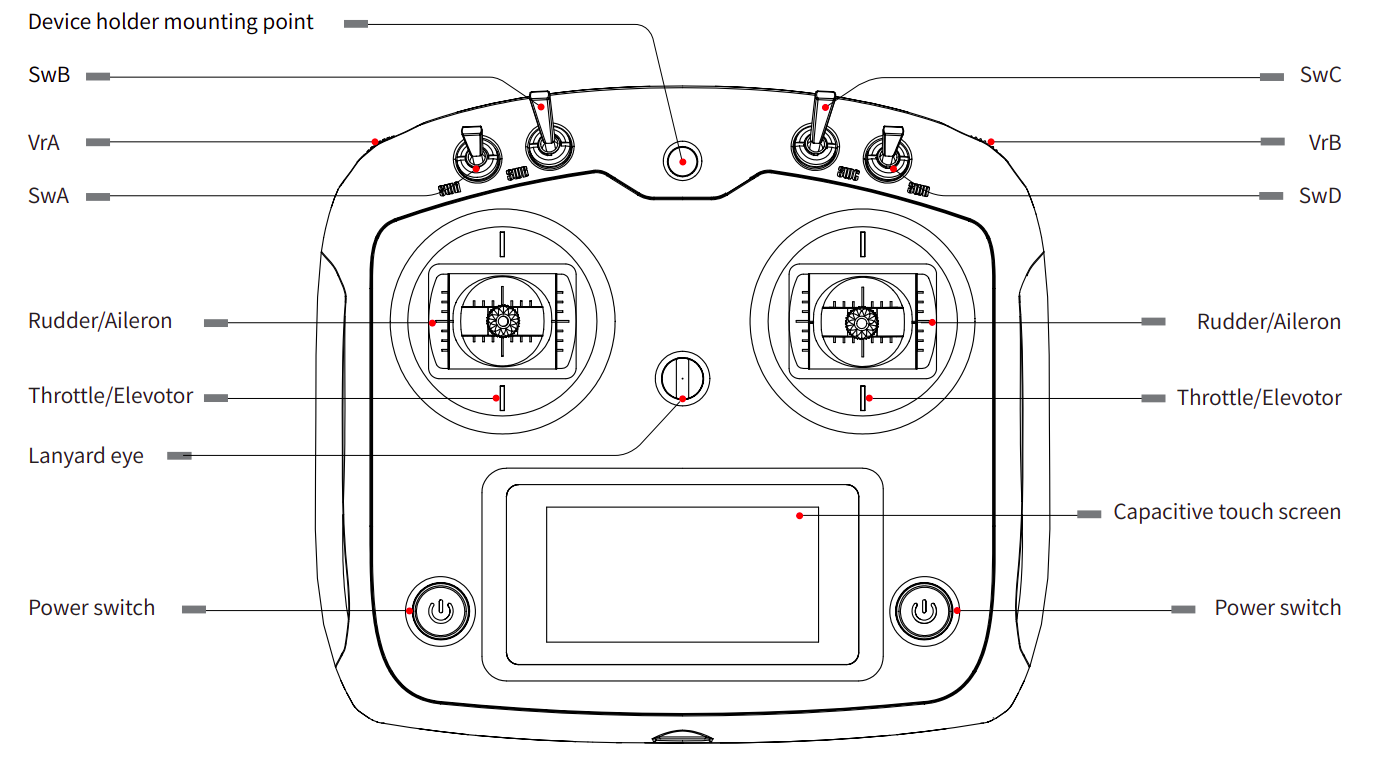 Device holder mounting point
SwB
SwC
VrA
VrB
SwA
SwD
Rudder/Aileron
Rudder/Aileron
Throttle/Elevotor
Throttle/Elevotor
Lanyard eye
Capacitive touch screen
Power switch
Power switch